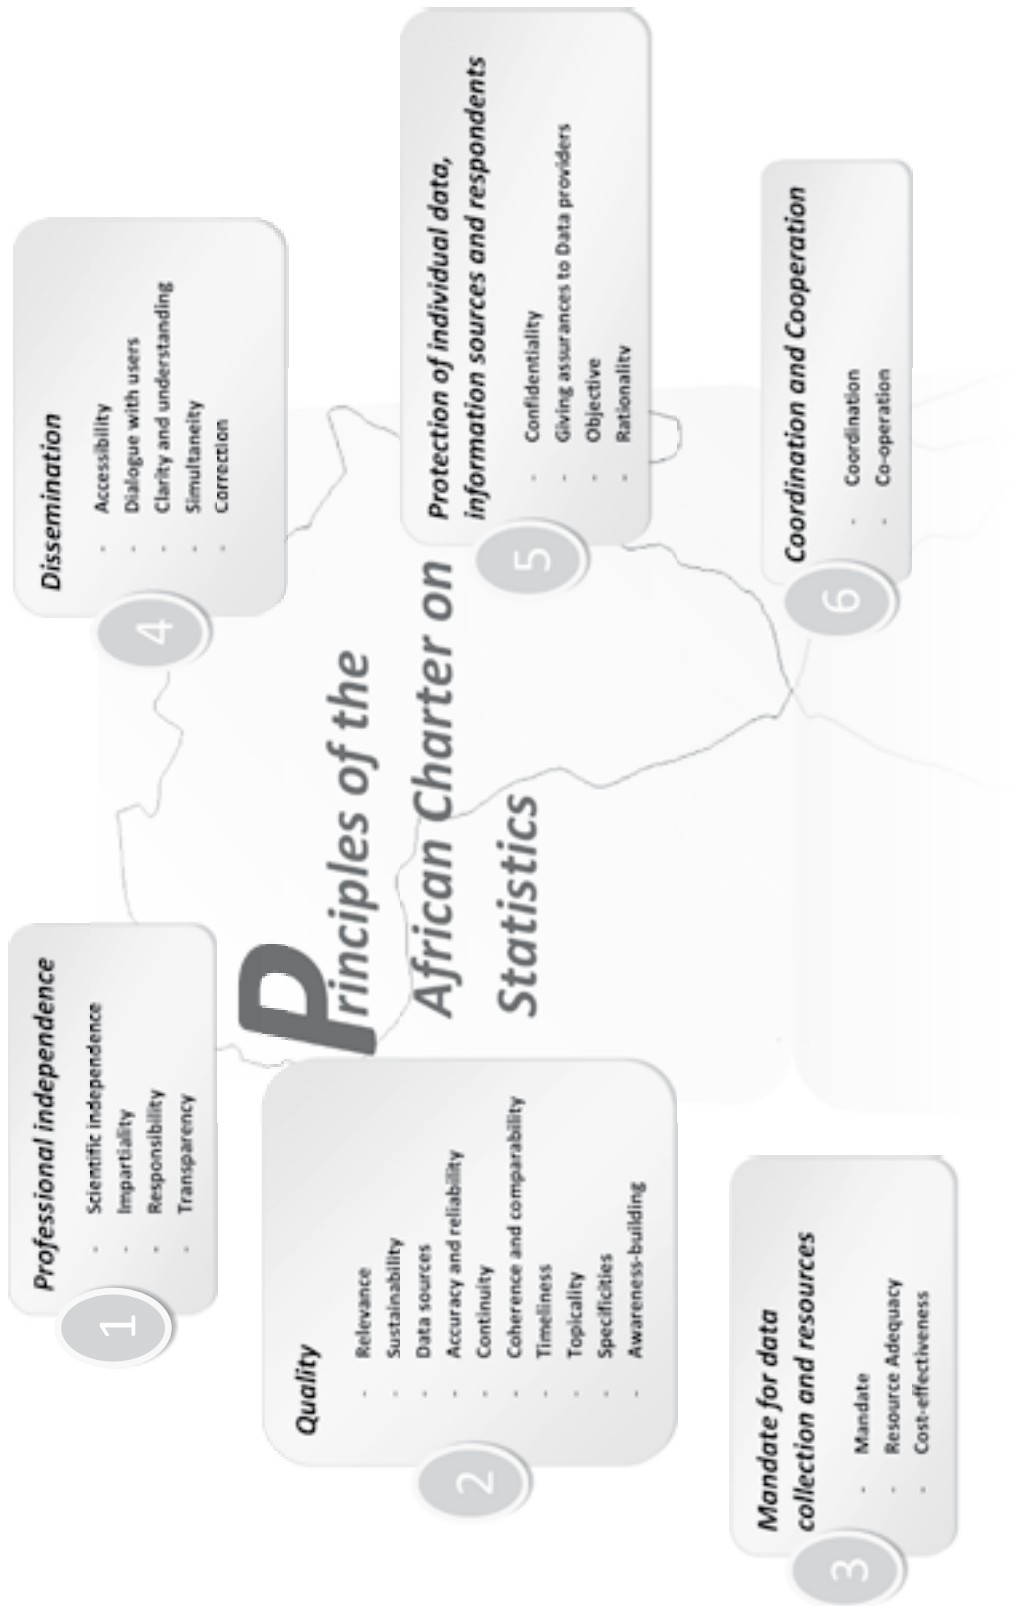 Principles of the
African Charter on
Statistics
1
Professional independence
- Scientific independence
- Impartiality
- Responsibility
- Transparency
2
Quality
- Relevance
- Sustainability
- Data sources
- Accuracy and reliability
- Continuity
- Coherence and comparability
- Timeliness
- Topicality
- Specificities
- Awareness-building
3
Mandate for data
collection and resources
- Mandate
- Resource Adequacy
- Cost-effectiveness
4
Dissemination
- Accessibility
- Dialogue with users
- Clarity and understanding
- Simultaneity
- Correction
5
Protection of individual data,
information sources and respondents
- Confidentiality
- Giving assurances to Data providers
- Objective
- Rationality
6
Coordination and Cooperation
- Coordination
- Co-operation